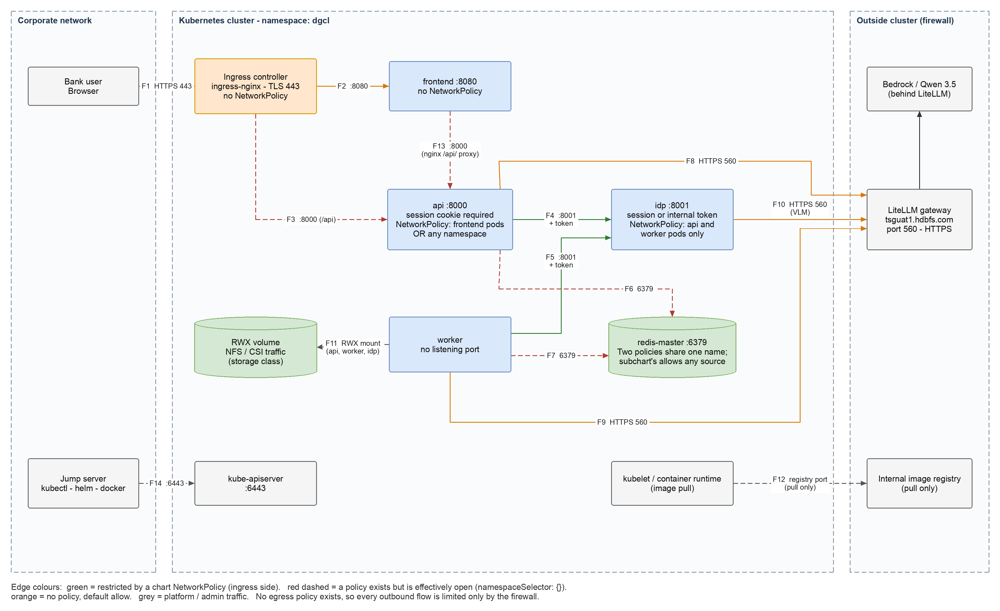 Corporate network
Kubernetes cluster - namespace: dgcl
Outside cluster (firewall)
Bank user
Browser
F1  HTTPS 443
Ingress controller
ingress-nginx - TLS 443
no NetworkPolicy
F2  :8080
frontend :8080
no NetworkPolicy
Bedrock / Qwen 3.5
(behind LiteLLM)
F13  :8000
(nginx /api/ proxy)
F8  HTTPS 560
F3  :8000 (/api)
api :8000
session cookie required
NetworkPolicy: frontend pods
OR any namespace
F4  :8001
+ token
idp :8001
session or internal token
NetworkPolicy: api and
worker pods only
F10  HTTPS 560
(VLM)
LiteLLM gateway
tsguat1.hdbfs.com
port 560 - HTTPS
F5  :8001
+ token
F6  6379
RWX volume
NFS / CSI traffic
(storage class)
F11  RWX mount
(api, worker, idp)
worker
no listening port
F7  6379
redis-master :6379
Two policies share one name;
subchart's allows any source
F9  HTTPS 560
Jump server
kubectl - helm - docker
F14  :6443
kube-apiserver
:6443
kubelet / container runtime
(image pull)
F12  registry port
(pull only)
Internal image registry
(pull only)
Edge colours:  green = restricted by a chart NetworkPolicy (ingress side).   red dashed = a policy exists but is effectively open (namespaceSelector: {}).
orange = no policy, default allow.   grey = platform / admin traffic.   No egress policy exists, so every outbound flow is limited only by the firewall.